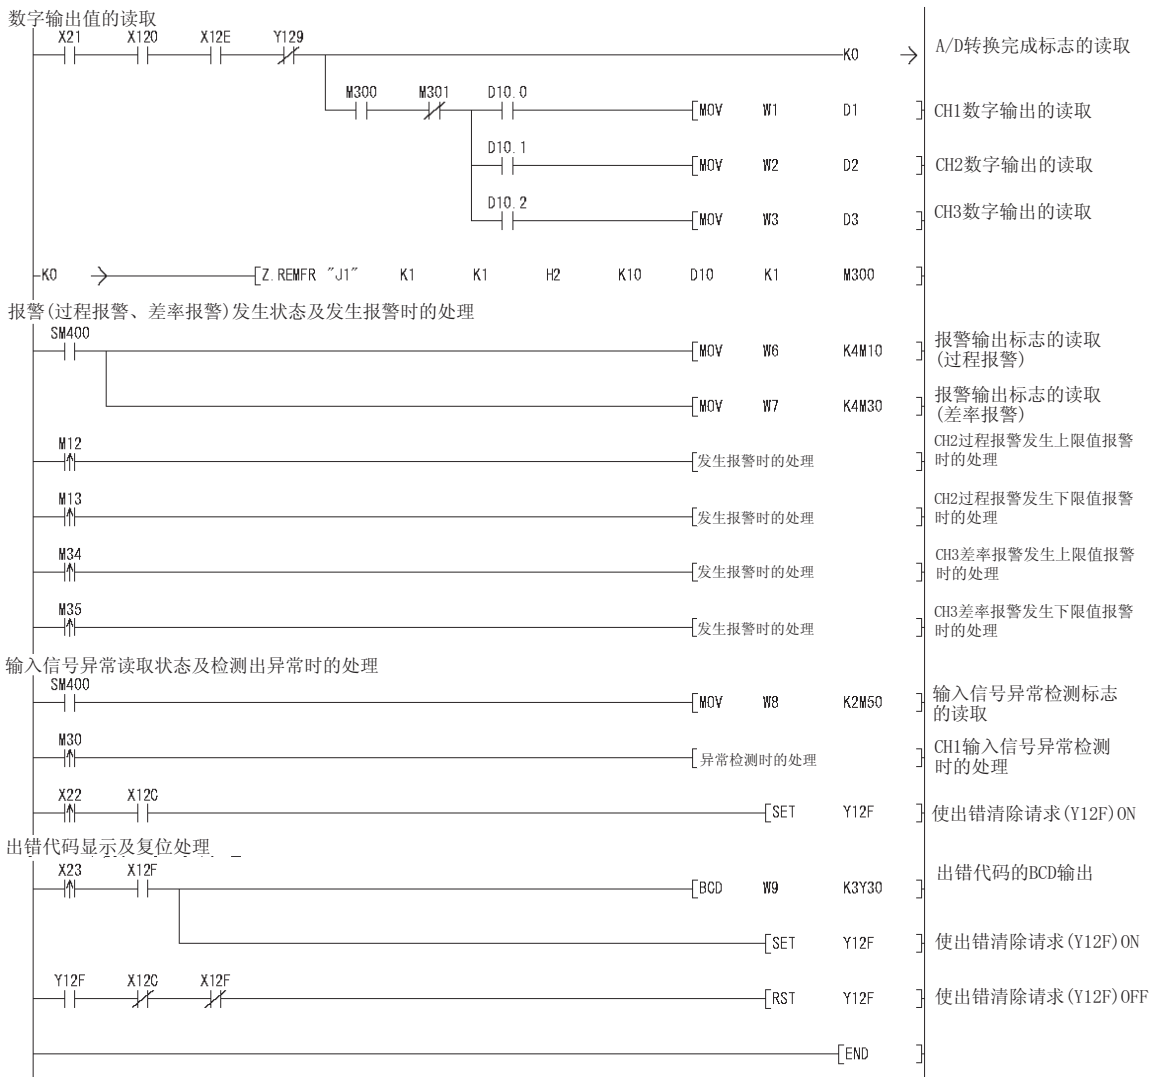 数字输出值的读取
X21 X120 X12E Y129
K0 A/D转换完成标志的读取
M300 M301 D10.0
MOV W1 D1 CH1数字输出的读取
D10.1
MOV W2 D2 CH2数字输出的读取
D10.2
MOV W3 D3 CH3数字输出的读取
K0 Z.REMFR "J1" K1 K1 H2 K10 D10 K1 M300
报警(过程报警、差率报警)发生状态及发生报警时的处理
SM400
MOV W6 K4M10 报警输出标志的读取
(过程报警)
MOV W7 K4M30 报警输出标志的读取
(差率报警)
M12
发生报警时的处理 CH2过程报警发生上限值报警
时的处理
M13
发生报警时的处理 CH2过程报警发生下限值报警
时的处理
M34
发生报警时的处理 CH3差率报警发生上限值报警
时的处理
M35
发生报警时的处理 CH3差率报警发生下限值报警
时的处理
输入信号异常读取状态及检测出异常时的处理
SM400
MOV W8 K2M50 输入信号异常检测标志
的读取
M30
异常检测时的处理 CH1输入信号异常检测
时的处理
X22 X12C
SET Y12F 使出错清除请求(Y12F)ON
出错代码显示及复位处理
X23 X12F
BCD W9 K3Y30 出错代码的BCD输出
SET Y12F 使出错清除请求(Y12F)ON
Y12F X12C X12F
RST Y12F 使出错清除请求(Y12F)OFF
END